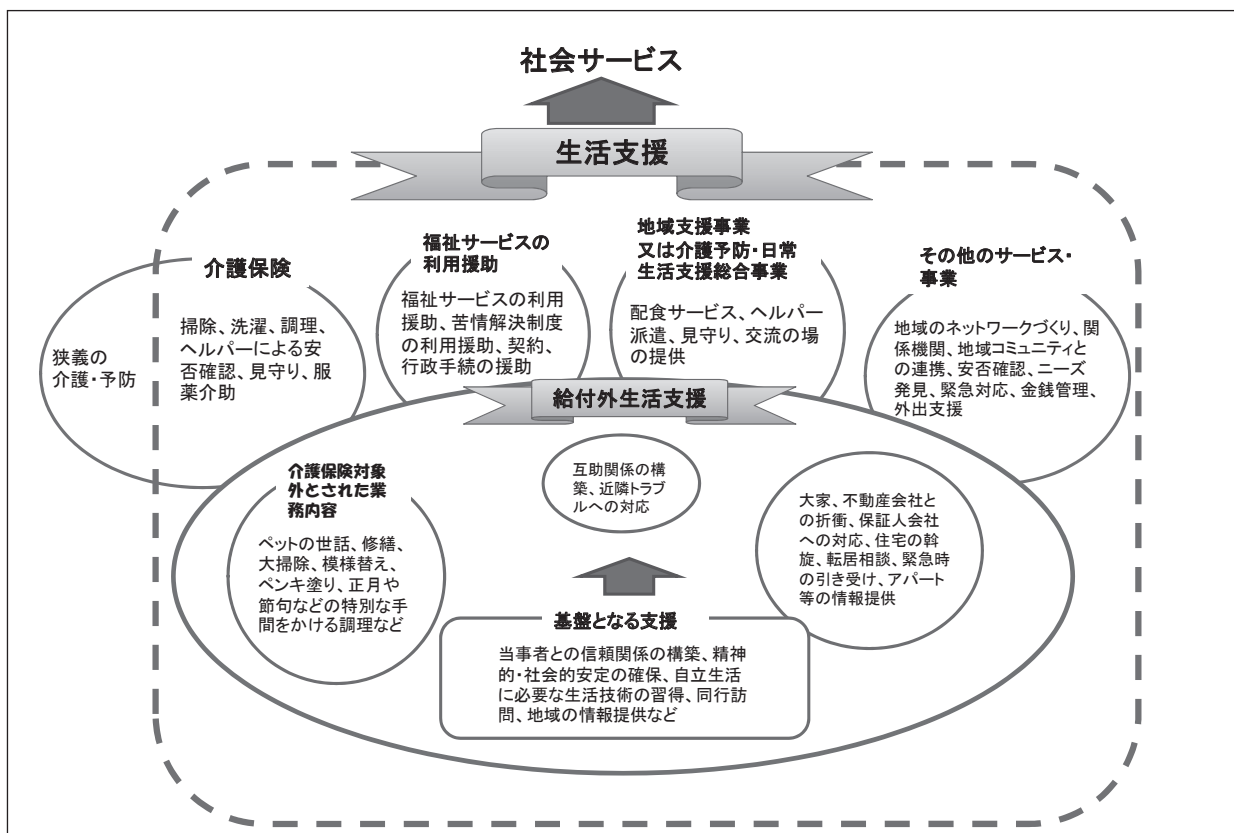 社会サービス
生活支援
介護保険
掃除、洗濯、調理、
ヘルパーによる安
否確認、見守り、服
薬介助
狭義の
介護・予防
福祉サービスの
利用援助
福祉サービスの利用
援助、苦情解決制度
の利用援助、契約、
行政手続の援助
地域支援事業
又は介護予防・日常
生活支援総合事業
配食サービス、ヘルパー
派遣、見守り、交流の場
の提供
その他のサービス・
事業
地域のネットワークづくり、関
係機関、地域コミュニティと
の連携、安否確認、ニーズ
発見、緊急対応、金銭管理、
外出支援
給付外生活支援
介護保険対象
外とされた業
務内容
ペットの世話、修繕、
大掃除、模様替え、
ペンキ塗り、正月や
節句などの特別な手
間をかける調理など
互助関係の構
築、近隣トラブ
ルへの対応
大家、不動産会社と
の折衝、保証人会社
への対応、住宅の斡
旋、転居相談、緊急時
の引き受け、アパート
等の情報提供
基盤となる支援
当事者との信頼関係の構築、精神
的・社会的安定の確保、自立生活
に必要な生活技術の習得、同行訪
問、地域の情報提供など